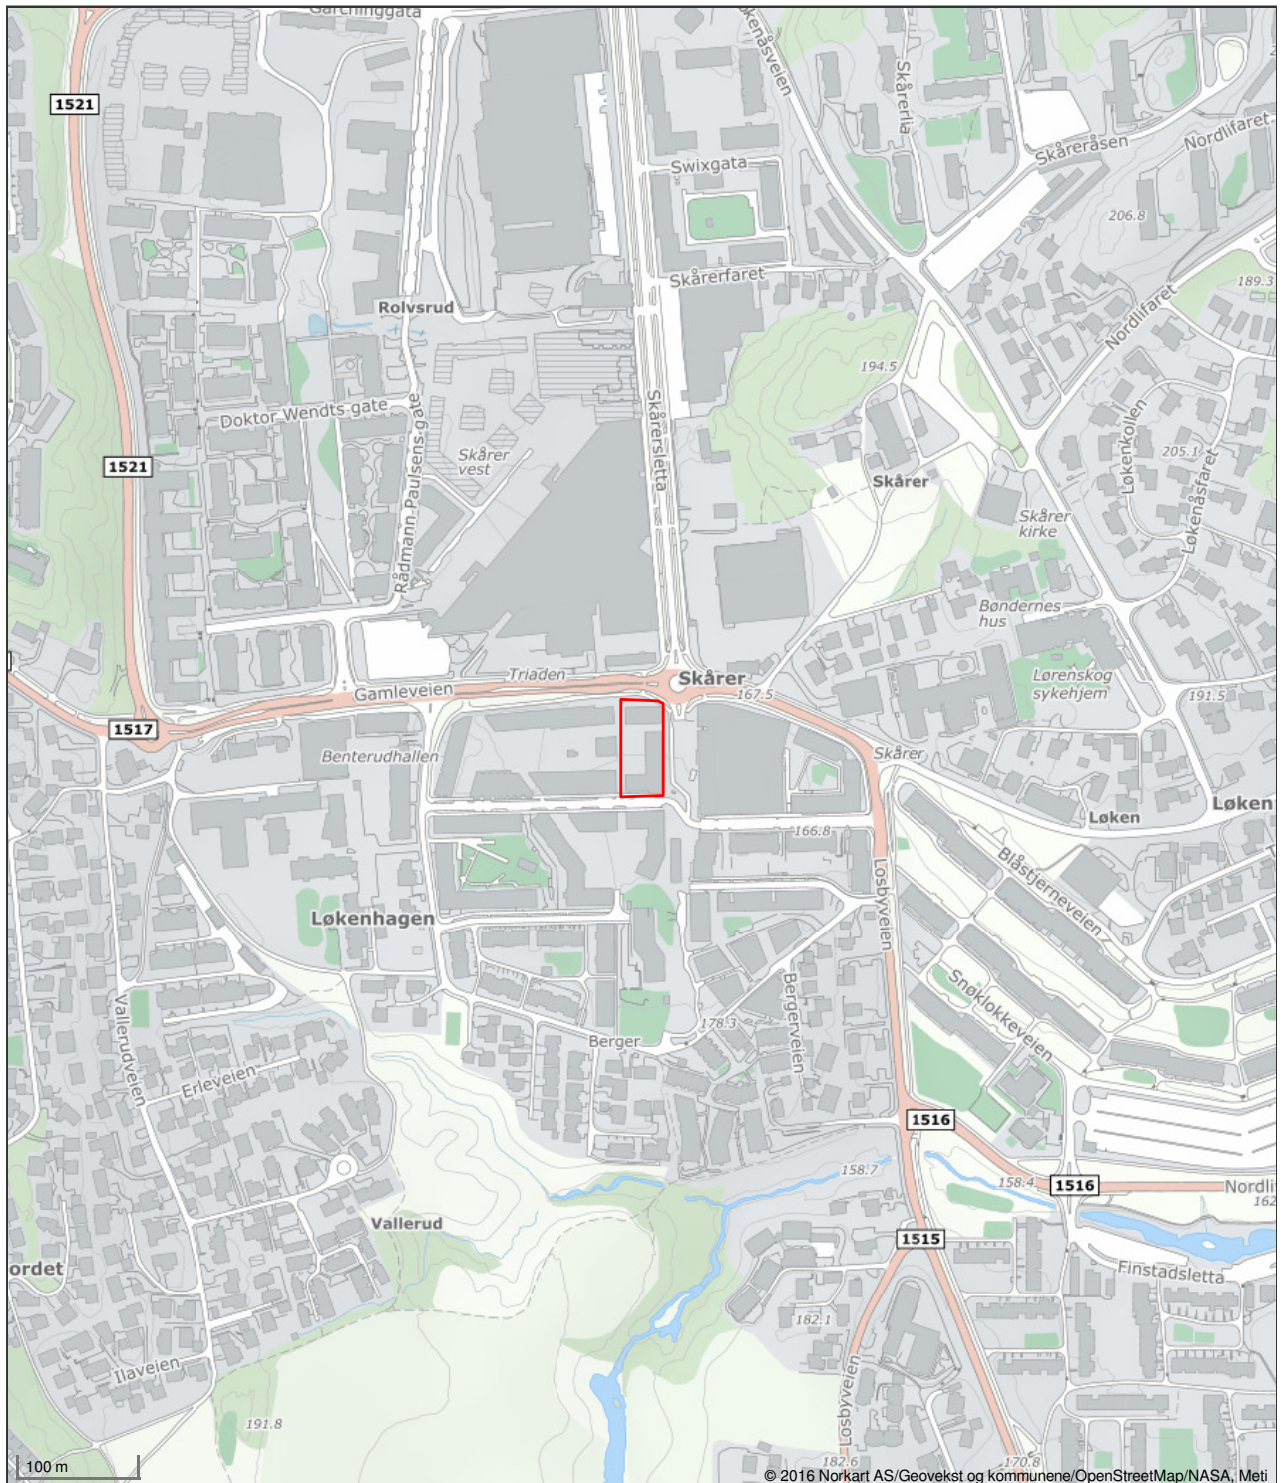 Garchinggata
Skårerlia
1521
Skåreråsen
Nordlifaret
Swixgata
206.8
Skårerfaret
189.3
Rolvsrud
Nordlifaret
194.5
Doktor Wendts gate
Rådmann Paulsens gate
Skårersletta
Skårer
vest
1521
Skårer
Løkenkollen
205.1
Løkenåsfaret
Skårer
kirke
Bøndernes
hus
Lørenskog
sykehjem
Triaden
Skårer
Gamleveien
167.5
191.5
1517
Benterudhallen
Skårer
Løken
166.8
Løken
Blåstjerneveien
Losbyveien
Løkenhagen
Snøklokkeveien
Bergerveien
Vallerudveien
178.3
Berger
Erleveien
1516
158.7
158.4
1516
Vallerud
1515
ordet
Finstadsletta
182.1
Ilaveien
Losbyveien
191.8
182.6
170.8
100 m
© 2016 Norkart AS/Geovekst og kommunene/OpenStreetMap/NASA, Meti